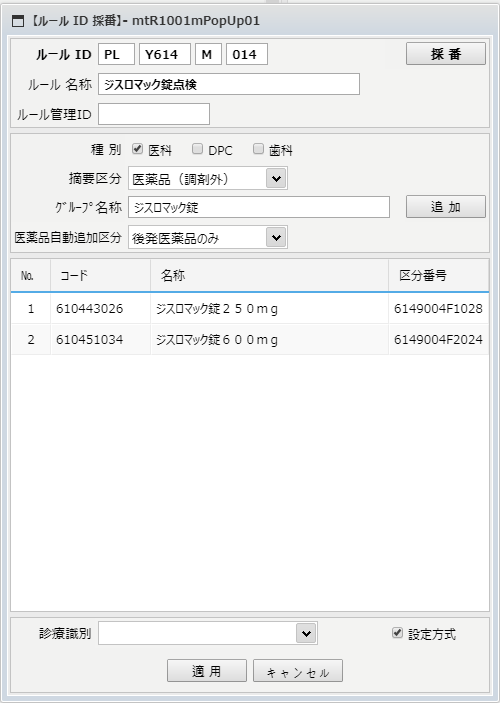 【ルール ID 採番】- mtR1001mPopUp01
ルール ID PL Y614 M 014 採 番
ルール 名称 ジスロマック錠点検
ルール管理ID
種 別 医科 DPC 歯科
摘要区分 医薬品（調剤外）
ｸﾞﾙｰﾌﾟ名称 ジスロマック錠 追 加
医薬品自動追加区分 後発医薬品のみ
№ コード 名称 区分番号
1 610443026 ジスロマック錠２５０ｍｇ 6149004F1028
2 610451034 ジスロマック錠６００ｍｇ 6149004F2024
診療識別 設定方式
適 用 キャンセル